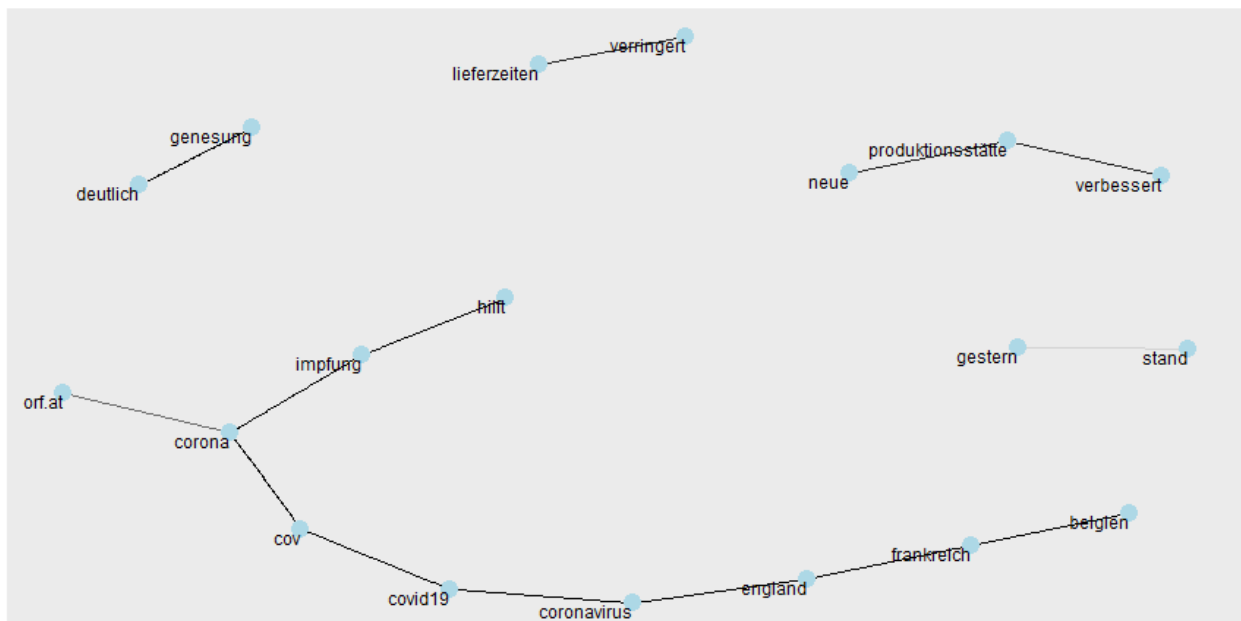 verringert
lieferzeiten
genesung
deutlich
produktionsstätte
neue
verbessert
hilft
impfung
gestern
stand
orf.at
corona
cov
belgien
frankreich
england
covid19
coronavirus